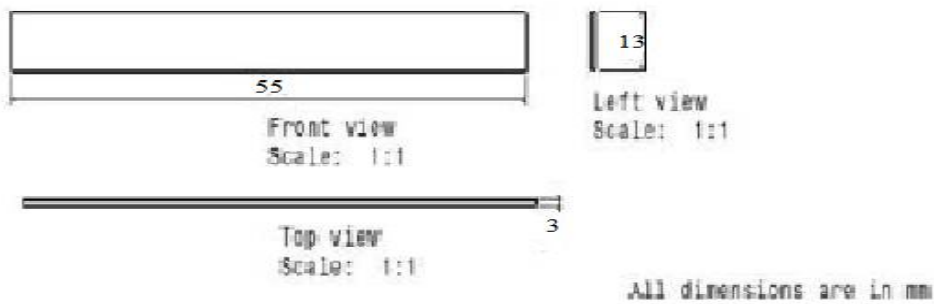 55
Front view
Scale: 1:1
13
Left view
Scale: 1:1
3
Top view
Scale: 1:1
All dimensions are in mm